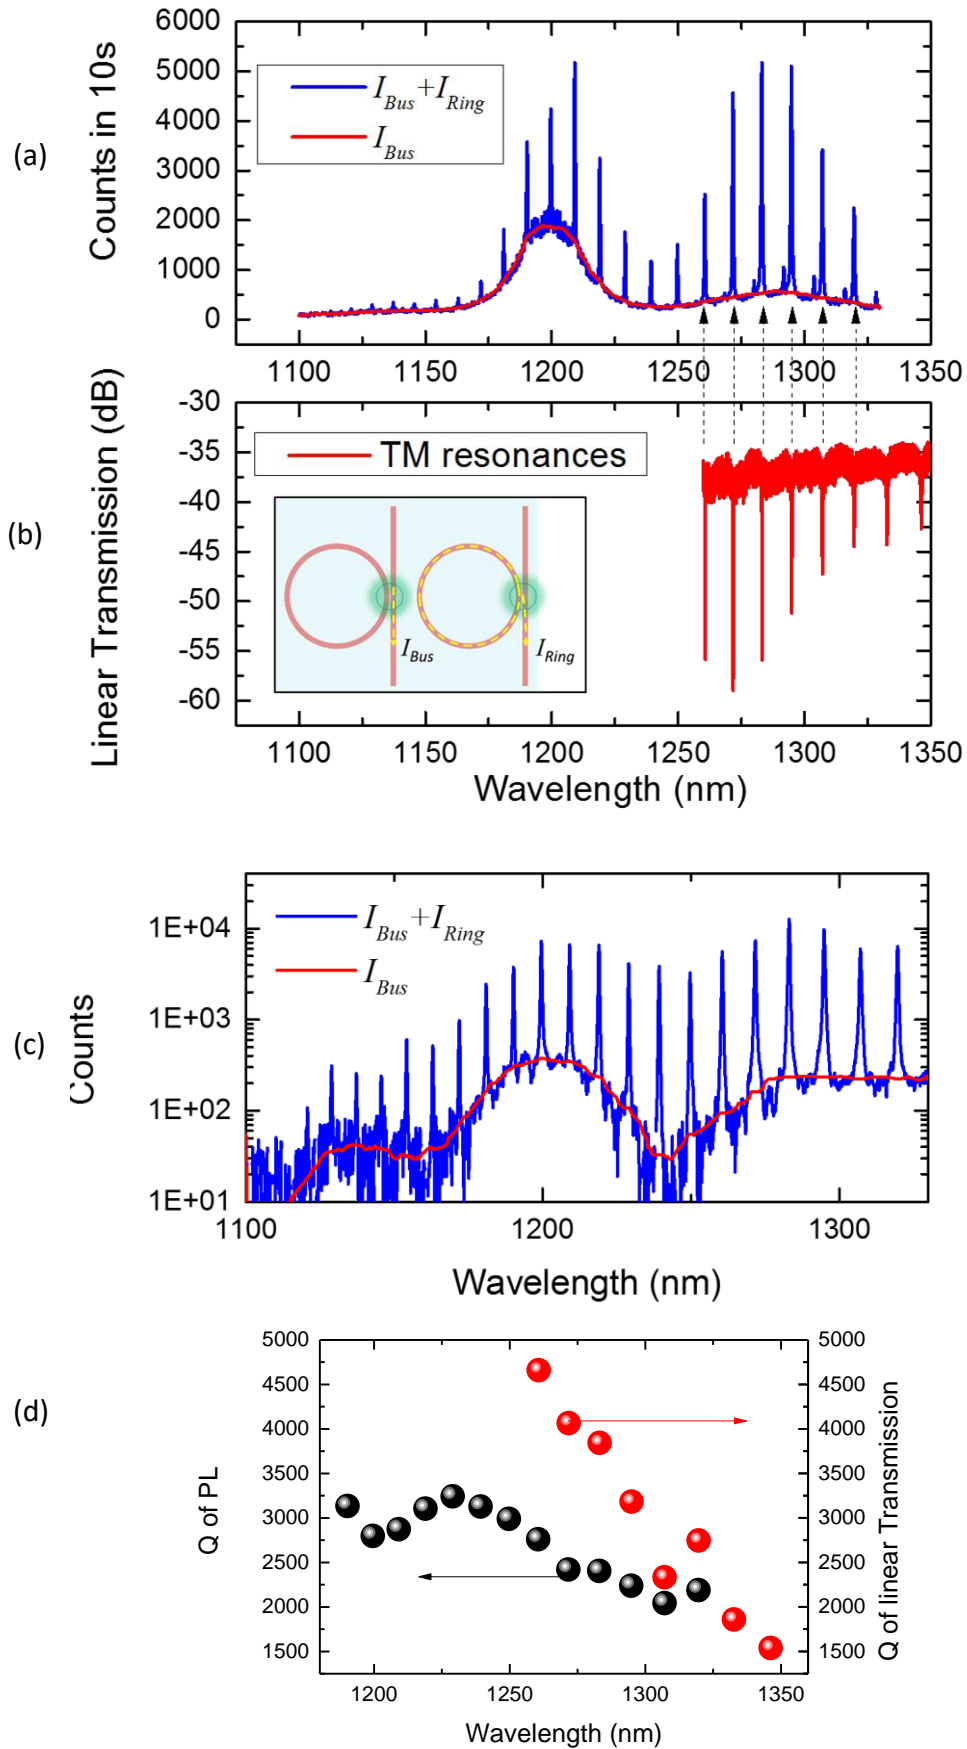 (a)
Counts in 10s
6000
5000
4000
3000
2000
1000
0
I_Bus+I_Ring
I_Bus
1100
1150
1200
1250
1300
1350
(b)
Linear Transmission (dB)
-30
-35
-40
-45
-50
-55
-60
TM resonances
I_Bus
I_Ring
1100
1150
1200
1250
1300
1350
Wavelength (nm)
(c)
Counts
1E+04
1E+03
1E+02
1E+01
I_Bus+I_Ring
I_Bus
1100
1200
1300
Wavelength (nm)
(d)
Q of PL
5000
4500
4000
3500
3000
2500
2000
1500
5000
4500
4000
3500
3000
2500
2000
1500
Q of linear Transmission
1200
1250
1300
1350
Wavelength (nm)